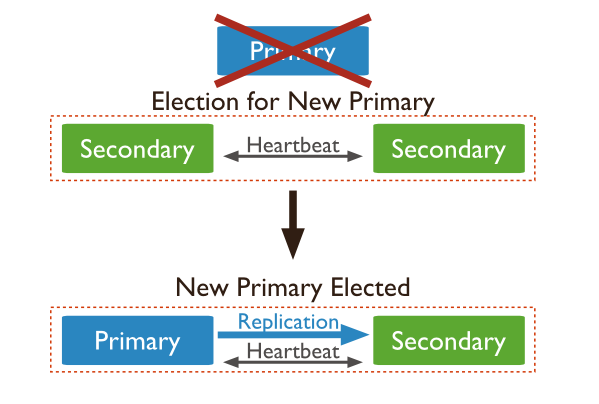 Primary
Election for New Primary
Secondary
Heartbeat
Secondary
New Primary Elected
Primary
Replication
Heartbeat
Secondary